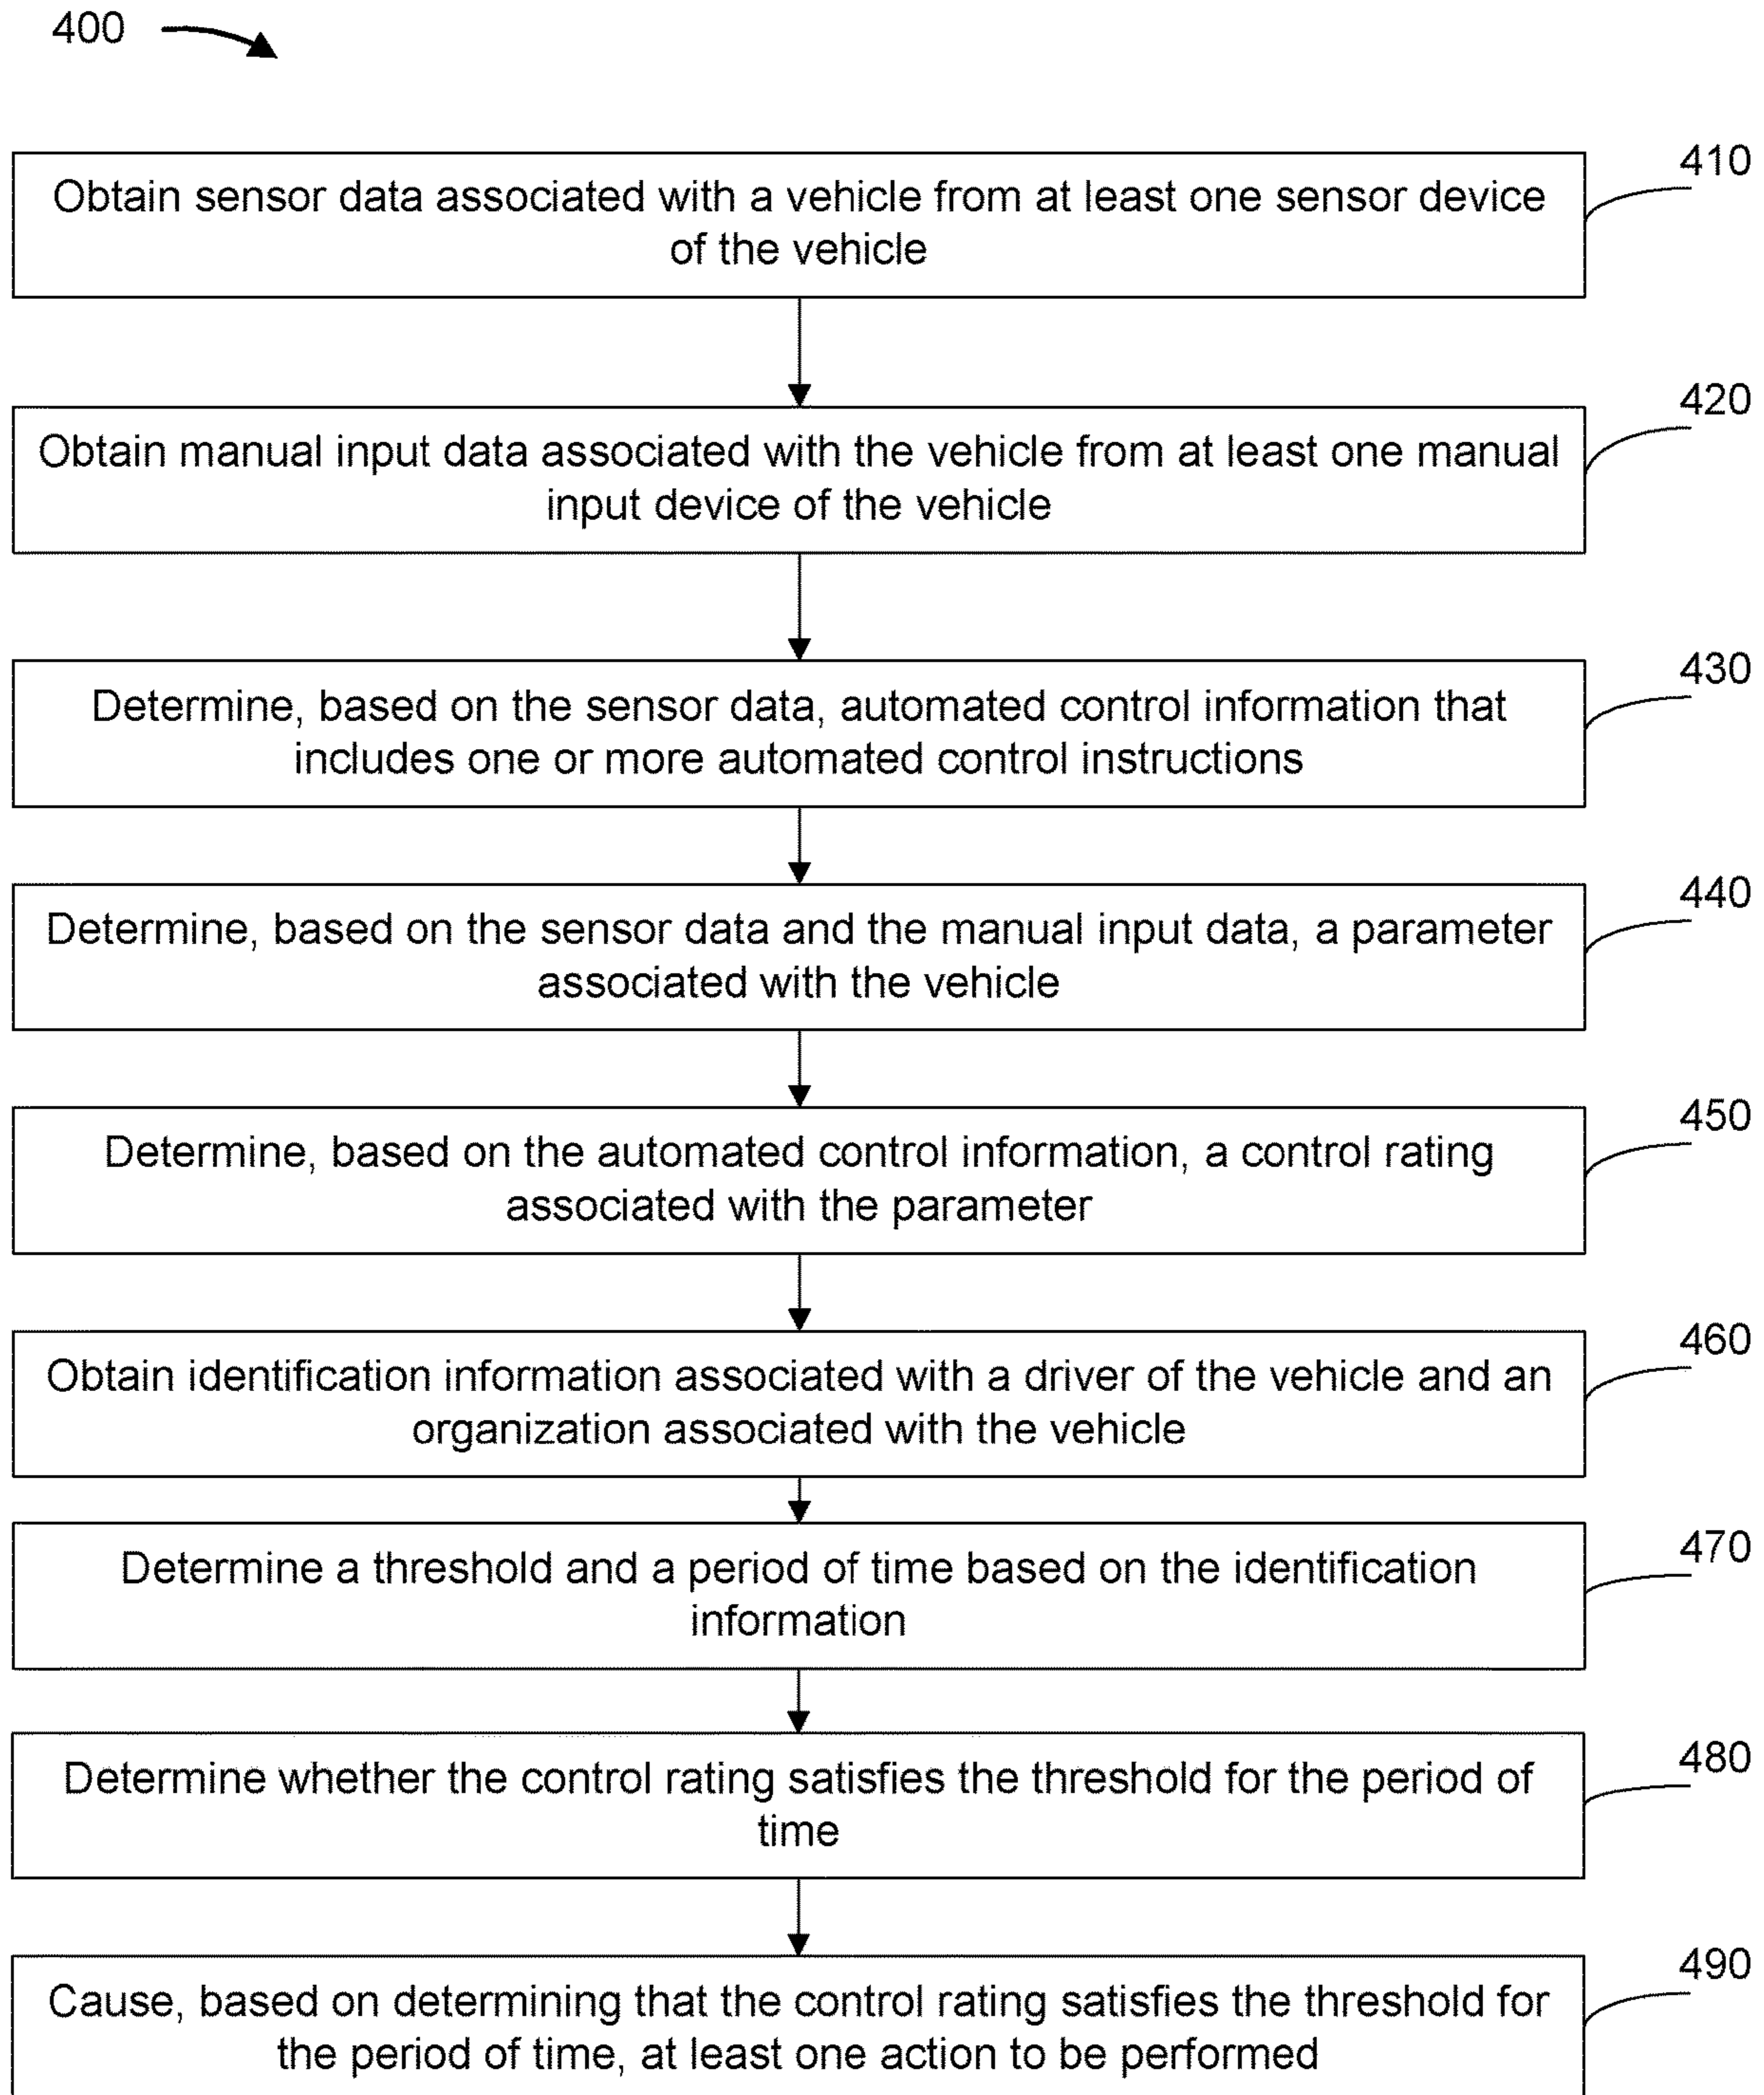 400
410
Obtain sensor data associated with a vehicle from at least one sensor device
of the vehicle
420
Obtain manual input data associated with the vehicle from at least one manual
input device of the vehicle
430
Determine, based on the sensor data, automated control information that
includes one or more automated control instructions
440
Determine, based on the sensor data and the manual input data, a parameter
associated with the vehicle
450
Determine, based on the automated control information, a control rating
associated with the parameter
460
Obtain identification information associated with a driver of the vehicle and an
organization associated with the vehicle
470
Determine a threshold and a period of time based on the identification
information
480
Determine whether the control rating satisfies the threshold for the period of
time
490
Cause, based on determining that the control rating satisfies the threshold for
the period of time, at least one action to be performed